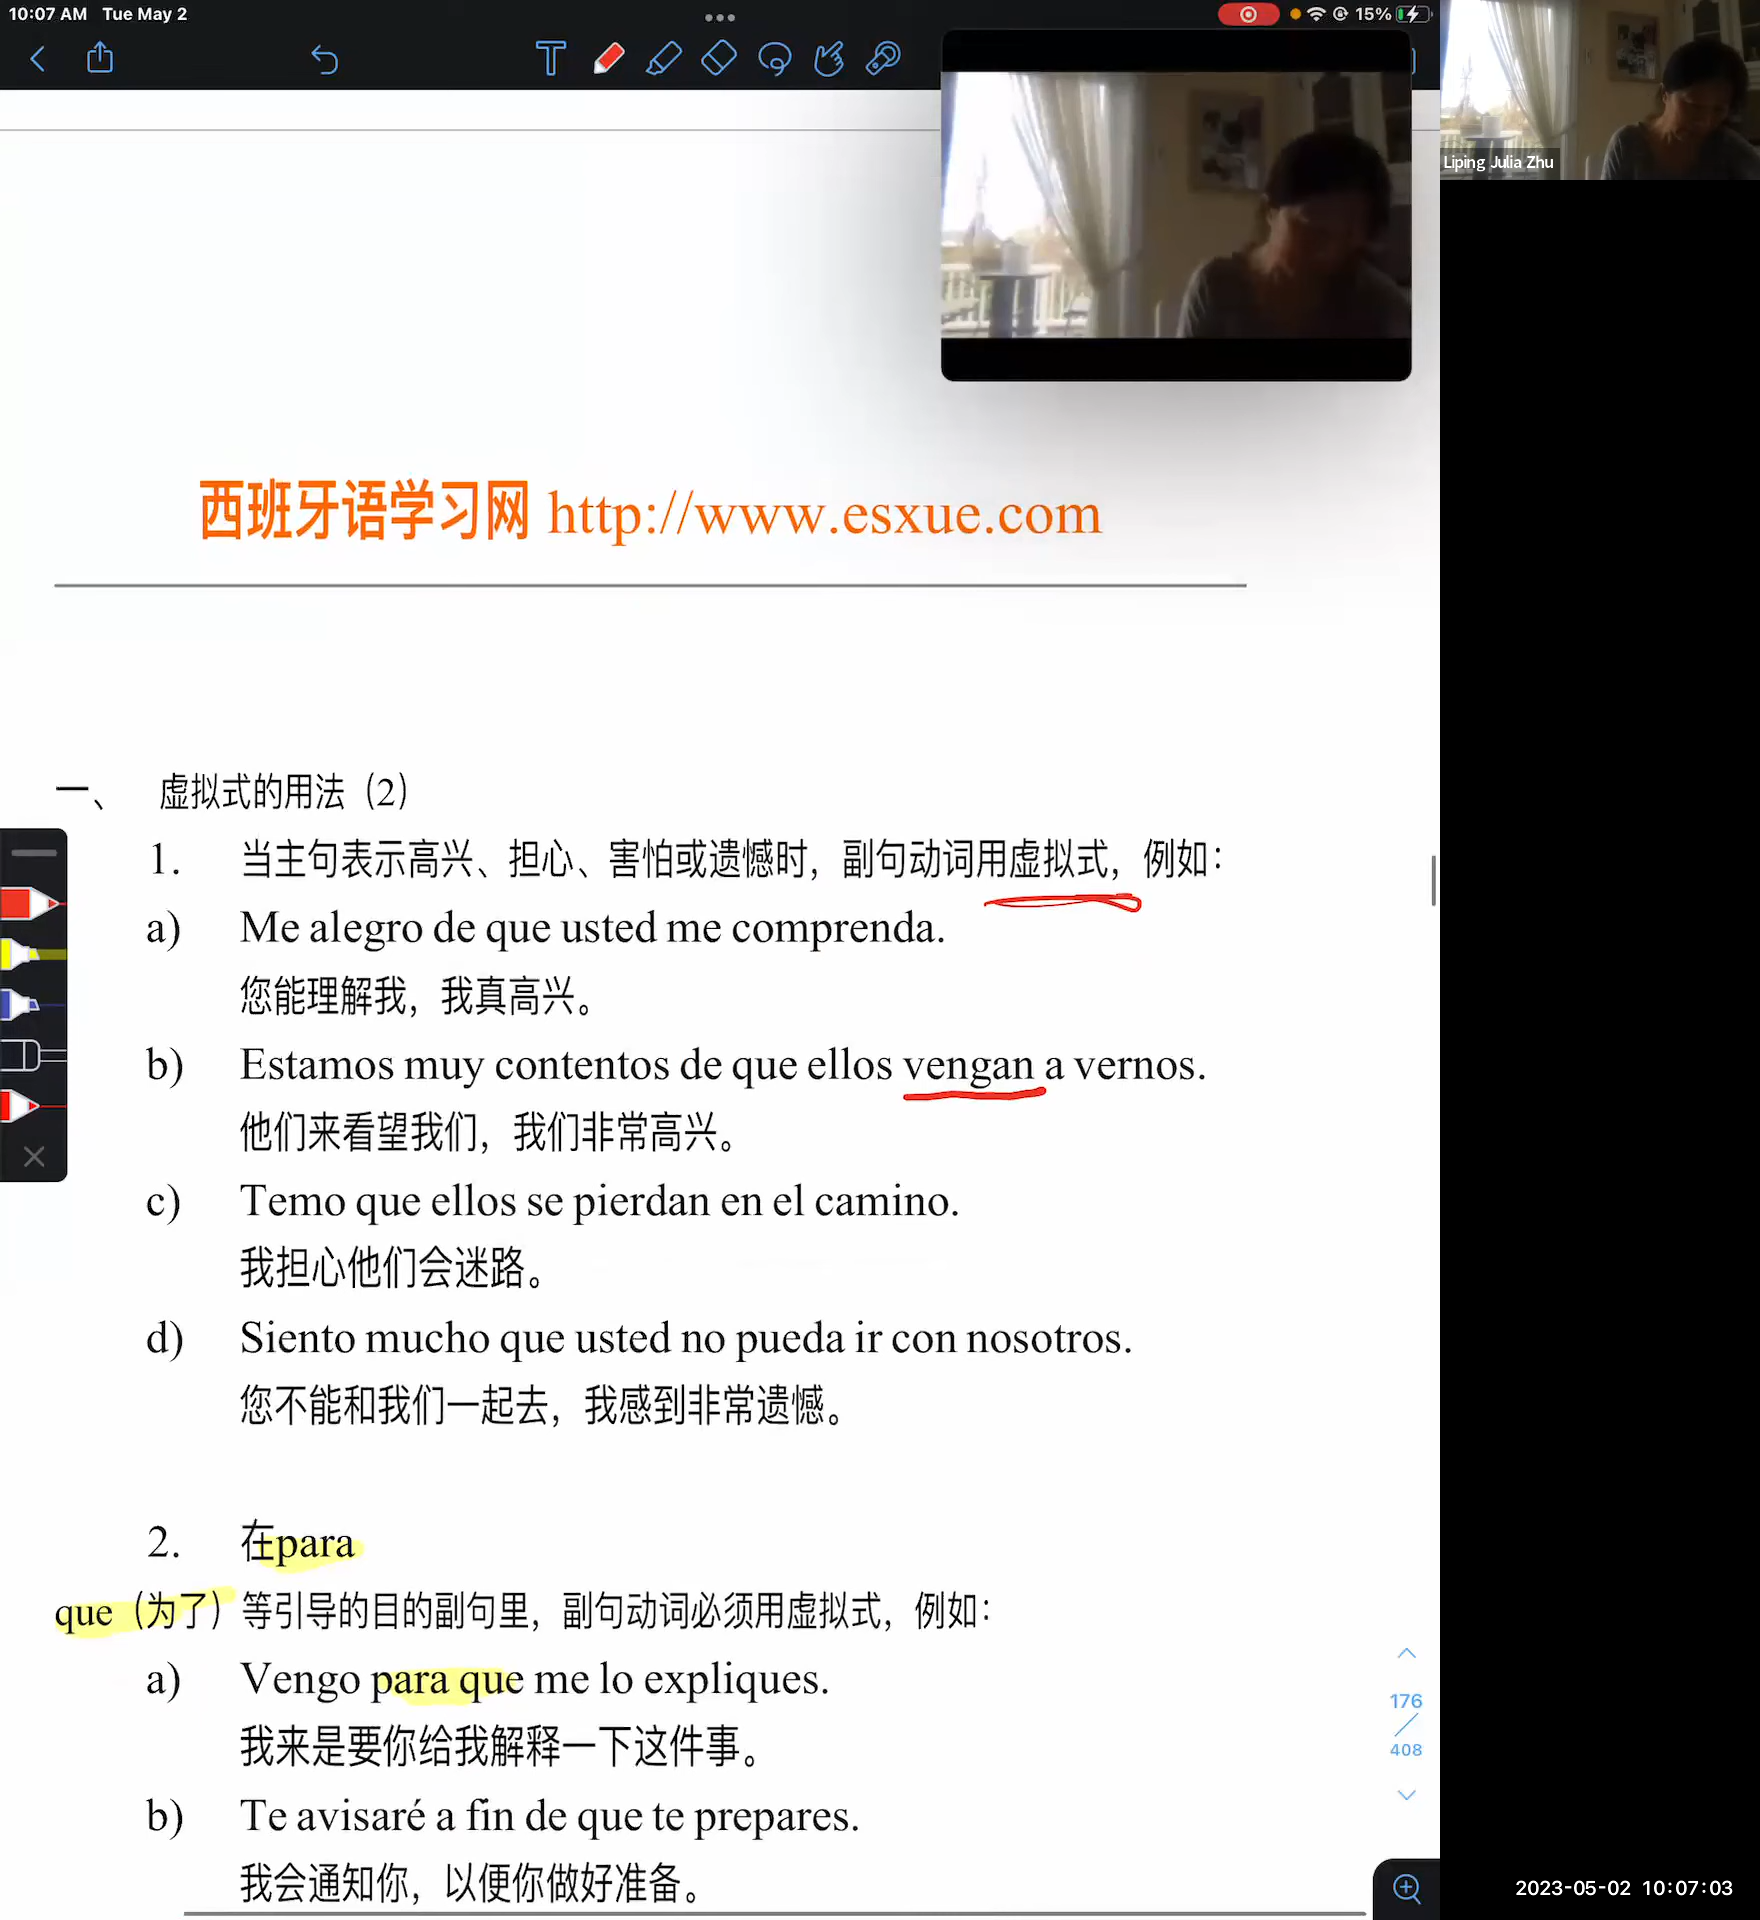 10:07 AM Tue May 2
15%
Liping Julia Zhu
西班牙语学习网 http://www.esxue.com
一、 虚拟式的用法（2）
1. 当主句表示高兴、担心、害怕或遗憾时，副句动词用虚拟式，例如：
a) Me alegro de que usted me comprenda.
您能理解我，我真高兴。
b) Estamos muy contentos de que ellos vengan a vernos.
他们来看望我们，我们非常高兴。
c) Temo que ellos se pierdan en el camino.
我担心他们会迷路。
d) Siento mucho que usted no pueda ir con nosotros.
您不能和我们一起去，我感到非常遗憾。
2. 在para
que（为了）等引导的目的副句里，副句动词必须用虚拟式，例如：
a) Vengo para que me lo expliques.
我来是要你给我解释一下这件事。
b) Te avisaré a fin de que te prepares.
我会通知你，以便你做好准备。
176
408
2023-05-02 10:07:03